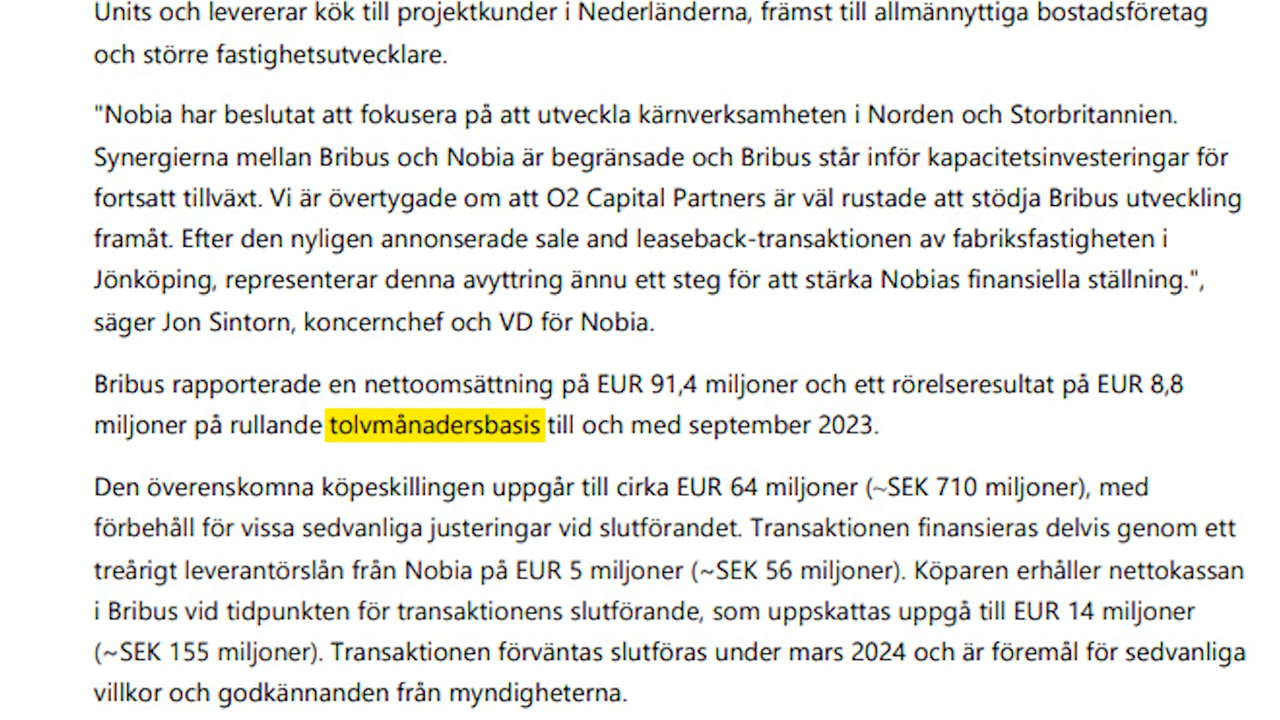 Units och levererar kök till projektkunder i Nederländerna, främst till allmännyttiga bostadsföretag
och större fastighetsutvecklare.
"Nobia har beslutat att fokusera på att utveckla kärnverksamheten i Norden och Storbritannien.
Synergierna mellan Bribus och Nobia är begränsade och Bribus står inför kapacitetsinvesteringar för
fortsatt tillväxt. Vi är övertygade om att O2 Capital Partners är väl rustade att stödja Bribus utveckling
framåt. Efter den nyligen annonserade sale and leaseback-transaktionen av fabriksfastigheten i
Jönköping, representerar denna avyttring ännu ett steg för att stärka Nobias finansiella ställning.",
säger Jon Sintorn, koncernchef och VD för Nobia.
Bribus rapporterade en nettoomsättning på EUR 91,4 miljoner och ett rörelseresultat på EUR 8,8
miljoner på rullande tolvmånadersbasis till och med september 2023.
Den överenskomna köpeskillingen uppgår till cirka EUR 64 miljoner (~SEK 710 miljoner), med
förbehåll för vissa sedvanliga justeringar vid slutförandet. Transaktionen finansieras delvis genom ett
treårigt leverantörslån från Nobia på EUR 5 miljoner (~SEK 56 miljoner). Köparen erhåller nettokassan
i Bribus vid tidpunkten för transaktionens slutförande, som uppskattas uppgå till EUR 14 miljoner
(~SEK 155 miljoner). Transaktionen förväntas slutföras under mars 2024 och är föremål för sedvanliga
villkor och godkännanden från myndigheterna.